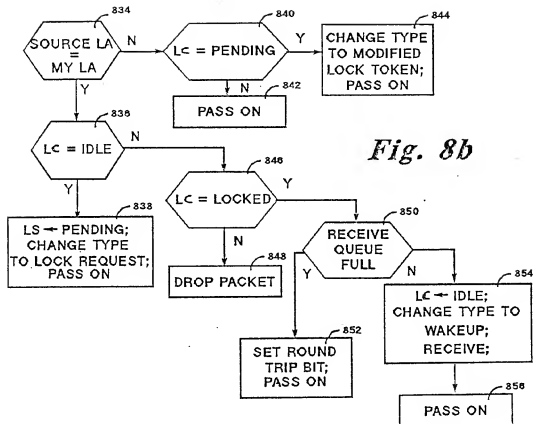 834
SOURCE LA
=
MY LA
N
Y
840
LC = PENDING
Y
N
844
CHANGE TYPE
TO MODIFIED
LOCK TOKEN;
PASS ON
842
PASS ON
836
LC = IDLE
N
Y
Fig. 8b
838
LS ← PENDING;
CHANGE TYPE
TO LOCK REQUEST;
PASS ON
846
LC = LOCKED
Y
N
848
DROP PACKET
850
RECEIVE
QUEUE
FULL
Y
N
852
SET ROUND
TRIP BIT;
PASS ON
854
LC ← IDLE;
CHANGE TYPE TO
WAKEUP;
RECEIVE;
856
PASS ON